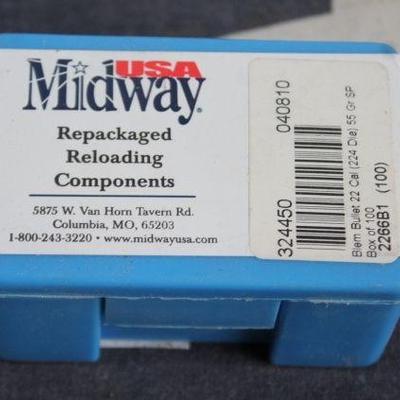 USA
Midway®
Repackaged
Reloading
Components
5875 W. Van Horn Tavern Rd.
Columbia, MO, 65203
1-800-243-3220 • www.midwayusa.com
324450 040810
Blem Bullet 22 Cal (224 Dia) 55 Gr SP
Box of 100
2266B1 (100)